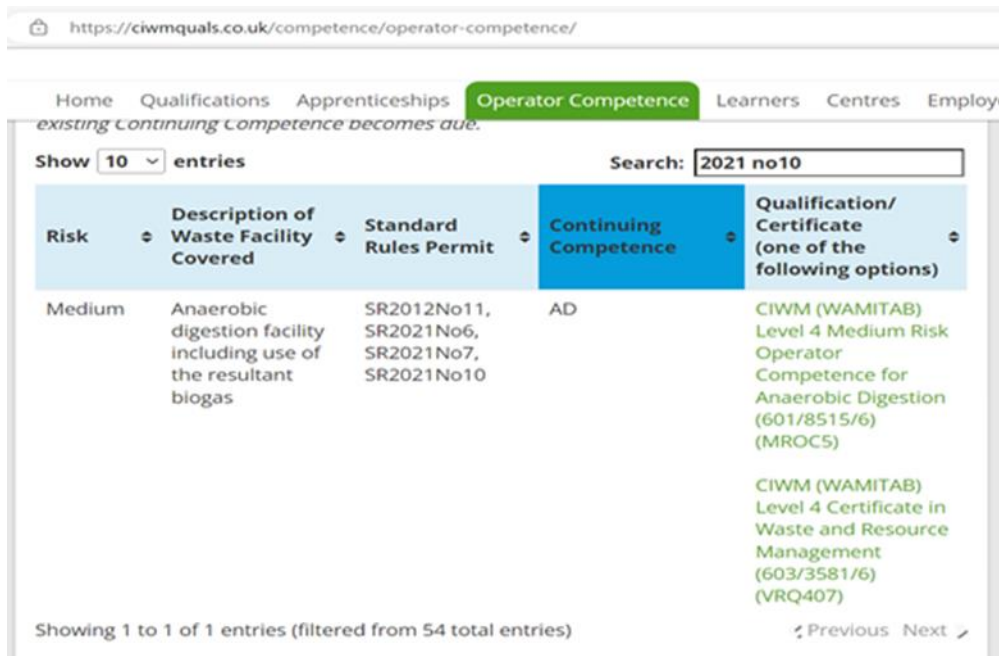 https://ciwmquals.co.uk/competence/operator-competence/
Home Qualifications Apprenticeships Operator Competence Learners Centres Employ
existing Continuing Competence becomes due.
Show 10 entries Search: 2021 no10
Risk
Description of
Waste Facility
Covered
Standard
Rules Permit
Continuing
Competence
Qualification/
Certificate
(one of the
following options)
Medium
Anaerobic
digestion facility
including use of
the resultant
biogas
SR2012No11,
SR2021No6,
SR2021No7,
SR2021No10
AD
CIWM (WAMITAB)
Level 4 Medium Risk
Operator
Competence for
Anaerobic Digestion
(601/8515/6)
(MROC5)
CIWM (WAMITAB)
Level 4 Certificate in
Waste and Resource
Management
(603/3581/6)
(VRQ407)
Showing 1 to 1 of 1 entries (filtered from 54 total entries) Previous Next